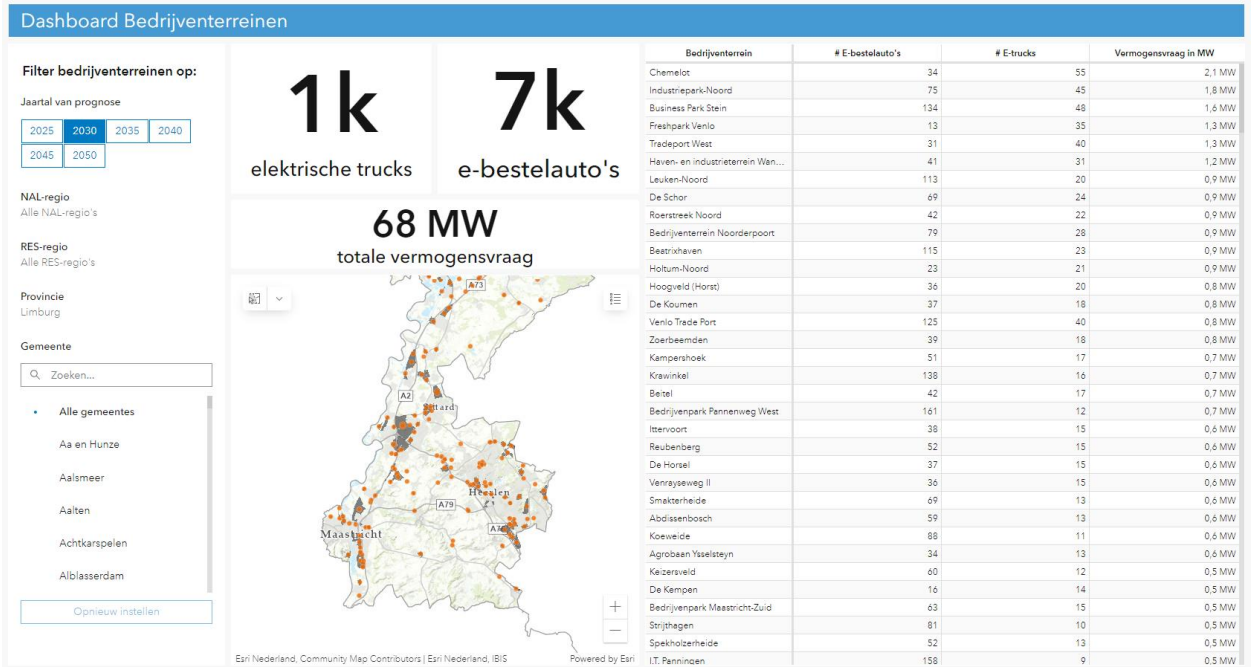 Dashboard Bedrijventerreinen
Filter bedrijventerreinen op:
Jaartal van prognose
2025 2030 2035 2040
2045 2050
NAL-regio
Alle NAL-regio's
RES-regio
Alle RES-regio's
Provincie
Limburg
Gemeente
Zoeken...
Alle gemeentes
Aa en Hunze
Aalsmeer
Aalten
Achtkarspelen
Alblasserdam
Opnieuw instellen
1k
elektrische trucks
7k
e-bestelauto's
68 MW
totale vermogensvraag
A73
A2
Sittard
Heerlen
A79
Maastricht
Esri Nederland, Community Map Contributors | Esri Nederland, IBIS Powered by Esri
Bedrijventerrein # E-bestelauto's # E-trucks Vermogensvraag in MW
Chemelot 34 55 2,1 MW
Industriepark-Noord 75 45 1,8 MW
Business Park Stein 134 48 1,6 MW
Freshpark Venlo 13 35 1,3 MW
Tradeport West 31 40 1,3 MW
Haven- en industrieterrein Wan... 41 31 1,2 MW
Leuken-Noord 113 20 0,9 MW
De Schor 69 24 0,9 MW
Roerstreek Noord 42 22 0,9 MW
Bedrijventerrein Noorderpoort 79 28 0,9 MW
Beatrixhaven 115 23 0,9 MW
Holtum-Noord 23 21 0,9 MW
Hoogveld (Horst) 36 20 0,8 MW
De Koumen 37 18 0,8 MW
Venlo Trade Port 125 40 0,8 MW
Zoerbeemden 39 18 0,8 MW
Kampershoek 51 17 0,7 MW
Krawinkel 138 16 0,7 MW
Beitel 42 17 0,7 MW
Bedrijvenpark Pannenweg West 161 12 0,7 MW
Ittervoort 38 15 0,6 MW
Reubenberg 52 15 0,6 MW
De Horsel 37 15 0,6 MW
Venrayseweg II 36 15 0,6 MW
Smakterheide 69 13 0,6 MW
Abdissenbosch 59 13 0,6 MW
Koeweide 88 11 0,6 MW
Agrobaan Ysselsteyn 34 13 0,6 MW
Keizersveld 60 12 0,5 MW
De Kempen 16 14 0,5 MW
Bedrijvenpark Maastricht-Zuid 63 15 0,5 MW
Strijthagen 81 10 0,5 MW
Spekholzerheide 52 13 0,5 MW
I.T. Panningen 158 9 0,5 MW